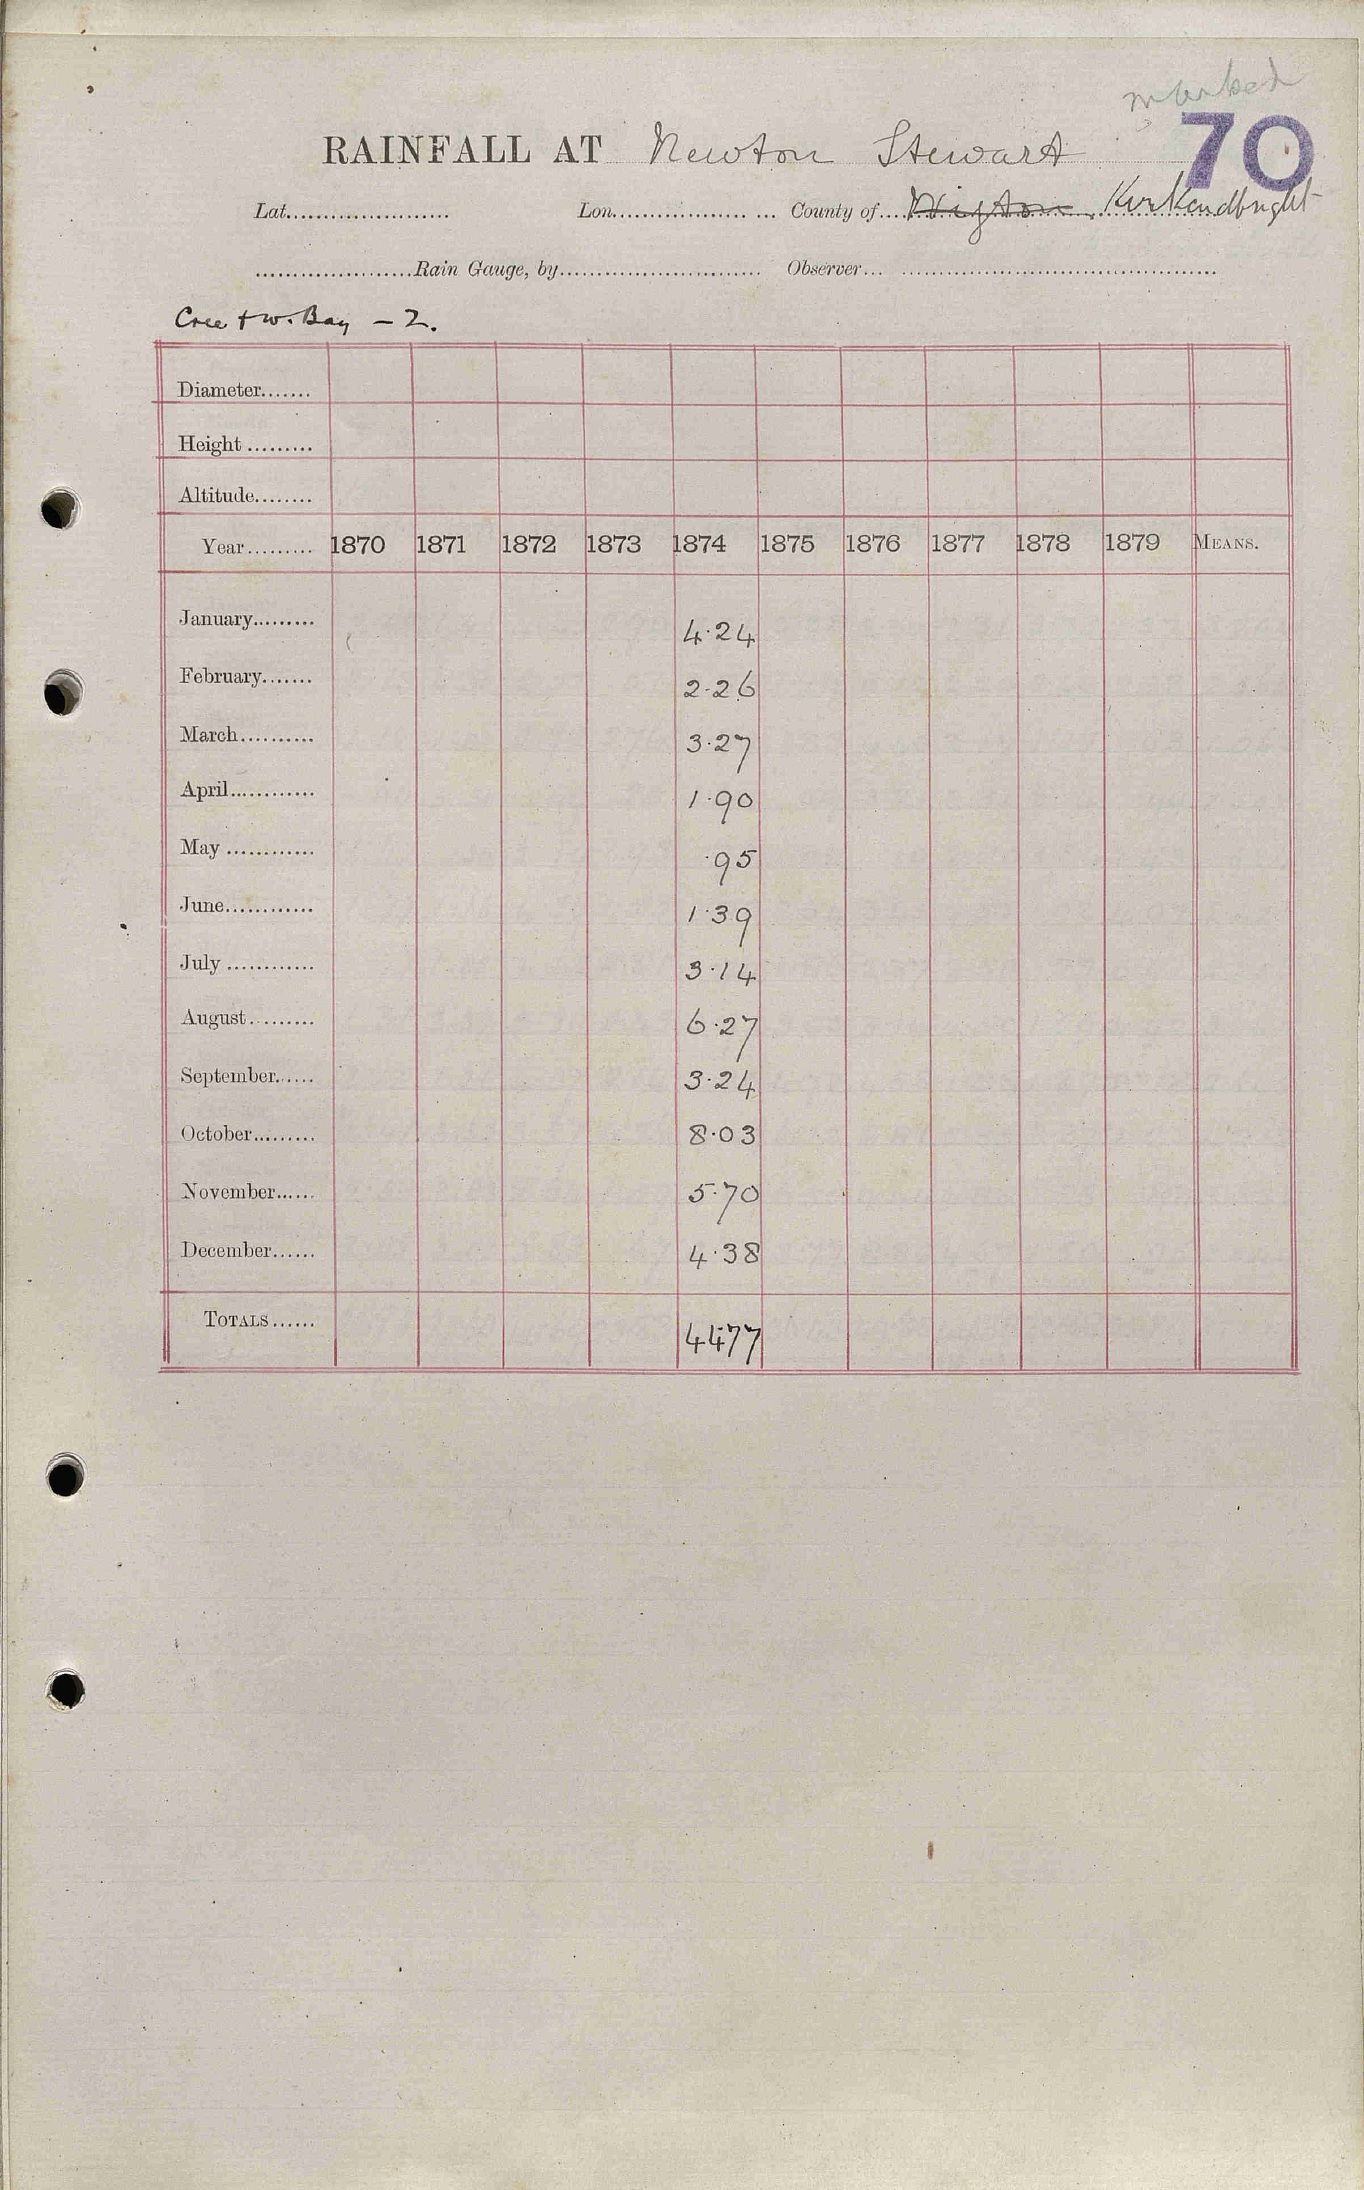 marked
70
RAINFALL AT Newton Stewart
Lat...................... Lon.................. ... County of.... Wigton Kirkcudbright
......................Rain Gauge, by............................ Observer... ............................................
Cree & W. Bay — 2.
Diameter.......
Height .........
Altitude........
Year......... 1870 1871 1872 1873 1874 1875 1876 1877 1878 1879 MEANS.
January......... 4.24
February....... 2.26
March.......... 3.27
April............ 1.90
May ............ .95
June............ 1.39
July ............ 3.14
August.......... 6.27
September...... 3.24
October......... 8.03
November...... 5.70
December...... 4.38
TOTALS...... 4477